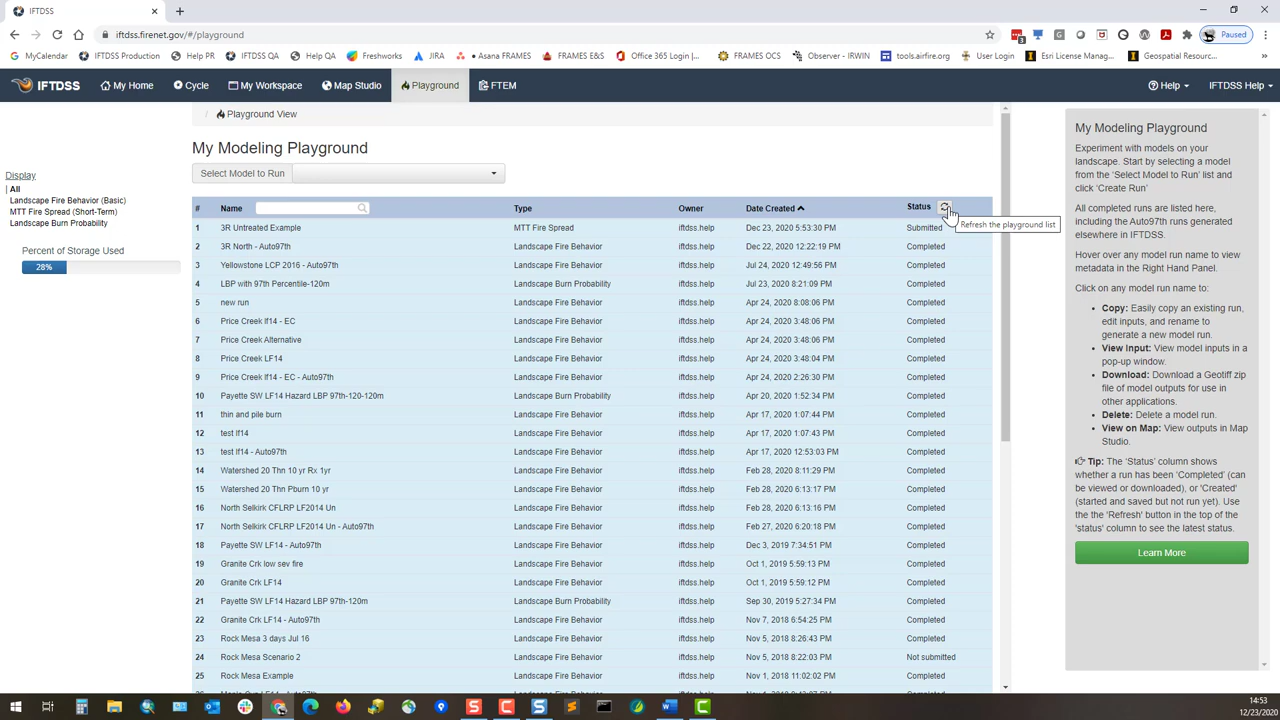 IFTDSS
iftdss.firenet.gov/#/playground
Paused
MyCalendar
IFTDSS Production
Help PR
IFTDSS QA
Help QA
Freshworks
JIRA
Asana FRAMES
FRAMES E&S
Office 365 Login |...
FRAMES OCS
Observer - IRWIN
tools.airfire.org
User Login
Esri License Manag...
Geospatial Resourc...
»
IFTDSS
My Home
Cycle
My Workspace
Map Studio
Playground
FTEM
Help
IFTDSS Help
/ Playground View
My Modeling Playground
Select Model to Run
Display
All
Landscape Fire Behavior (Basic)
MTT Fire Spread (Short-Term)
Landscape Burn Probability
Percent of Storage Used
28%
# Name Type Owner Date Created Status
Refresh the playground list
1 3R Untreated Example MTT Fire Spread iftdss.help Dec 23, 2020 5:53:30 PM Submitted
2 3R North - Auto97th Landscape Fire Behavior iftdss.help Dec 22, 2020 12:22:19 PM Completed
3 Yellowstone LCP 2016 - Auto97th Landscape Fire Behavior iftdss.help Jul 24, 2020 12:49:56 PM Completed
4 LBP with 97th Percentile-120m Landscape Burn Probability iftdss.help Jul 23, 2020 8:21:09 PM Completed
5 new run Landscape Fire Behavior iftdss.help Apr 24, 2020 8:08:06 PM Completed
6 Price Creek lf14 - EC Landscape Fire Behavior iftdss.help Apr 24, 2020 3:48:06 PM Completed
7 Price Creek Alternative Landscape Fire Behavior iftdss.help Apr 24, 2020 3:48:06 PM Completed
8 Price Creek LF14 Landscape Fire Behavior iftdss.help Apr 24, 2020 3:48:04 PM Completed
9 Price Creek lf14 - EC - Auto97th Landscape Fire Behavior iftdss.help Apr 24, 2020 2:26:30 PM Completed
10 Payette SW LF14 Hazard LBP 97th-120-120m Landscape Burn Probability iftdss.help Apr 20, 2020 1:52:34 PM Completed
11 thin and pile burn Landscape Fire Behavior iftdss.help Apr 17, 2020 1:07:44 PM Completed
12 test lf14 Landscape Fire Behavior iftdss.help Apr 17, 2020 1:07:43 PM Completed
13 test lf14 - Auto97th Landscape Fire Behavior iftdss.help Apr 17, 2020 12:53:03 PM Completed
14 Watershed 20 Thn 10 yr Rx 1yr Landscape Fire Behavior iftdss.help Feb 28, 2020 8:11:29 PM Completed
15 Watershed 20 Thn Pburn 10 yr Landscape Fire Behavior iftdss.help Feb 28, 2020 6:13:17 PM Completed
16 North Selkirk CFLRP LF2014 Un Landscape Fire Behavior iftdss.help Feb 28, 2020 6:13:16 PM Completed
17 North Selkirk CFLRP LF2014 Un - Auto97th Landscape Fire Behavior iftdss.help Feb 27, 2020 6:20:18 PM Completed
18 Payette SW LF14 - Auto97th Landscape Fire Behavior iftdss.help Dec 3, 2019 7:34:51 PM Completed
19 Granite Crk low sev fire Landscape Fire Behavior iftdss.help Oct 1, 2019 5:59:13 PM Completed
20 Granite Crk LF14 Landscape Fire Behavior iftdss.help Oct 1, 2019 5:59:12 PM Completed
21 Payette SW LF14 Hazard LBP 97th-120m Landscape Burn Probability iftdss.help Sep 30, 2019 5:27:34 PM Completed
22 Granite Crk LF14 - Auto97th Landscape Fire Behavior iftdss.help Nov 7, 2018 6:54:25 PM Completed
23 Rock Mesa 3 days Jul 16 Landscape Fire Behavior iftdss.help Nov 5, 2018 8:26:43 PM Completed
24 Rock Mesa Scenario 2 Landscape Fire Behavior iftdss.help Nov 5, 2018 8:22:03 PM Not submitted
25 Rock Mesa Example Landscape Fire Behavior iftdss.help Nov 1, 2018 11:02:02 PM Completed
My Modeling Playground
Experiment with models on your
landscape. Start by selecting a model
from the 'Select Model to Run' list and
click 'Create Run'
All completed runs are listed here,
including the Auto97th runs generated
elsewhere in IFTDSS.
Hover over any model run name to view
metadata in the Right Hand Panel.
Click on any model run name to:
• Copy: Easily copy an existing run,
edit inputs, and rename to
generate a new model run.
• View Input: View model inputs in a
pop-up window.
• Download: Download a Geotiff zip
file of model outputs for use in
other applications.
• Delete: Delete a model run.
• View on Map: View outputs in Map
Studio.
Tip: The 'Status' column shows
whether a run has been 'Completed' (can
be viewed or downloaded), or 'Created'
(started and saved but not run yet). Use
the the 'Refresh' button in the top of the
'status' column to see the latest status.
Learn More
14:53
12/23/2020